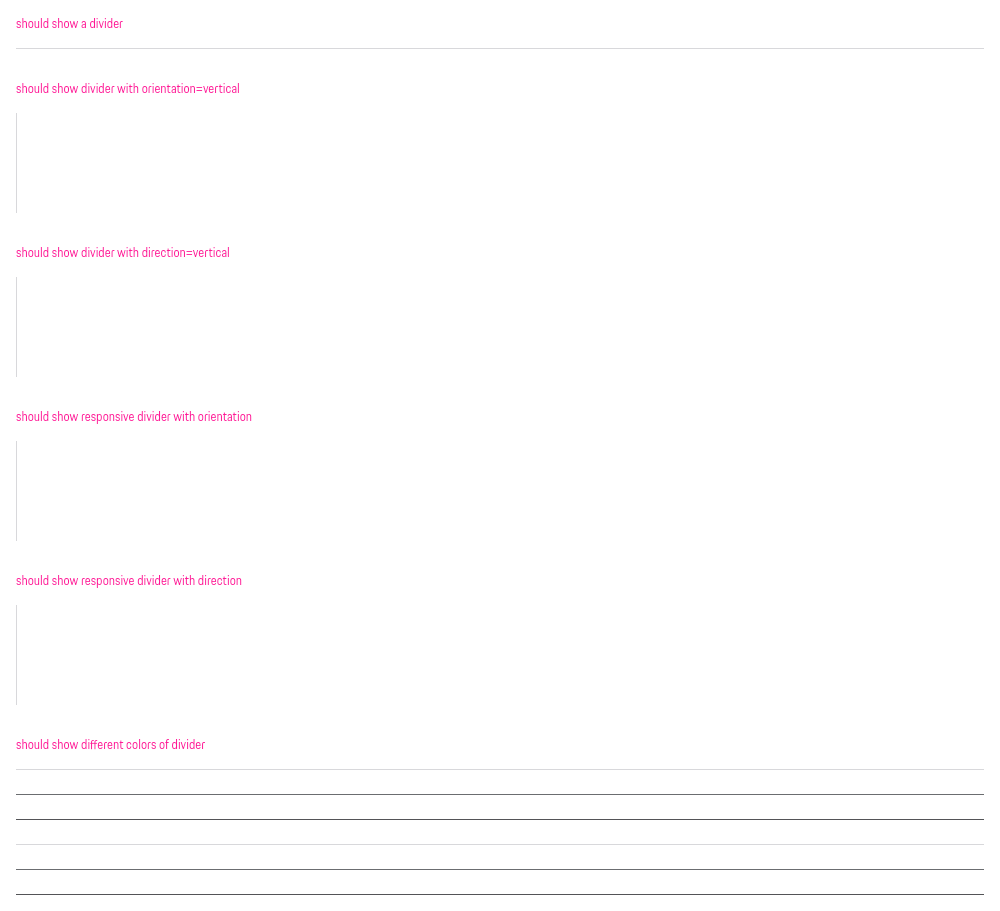 should show a divider
should show divider with orientation=vertical
should show divider with direction=vertical
should show responsive divider with orientation
should show responsive divider with direction
should show different colors of divider